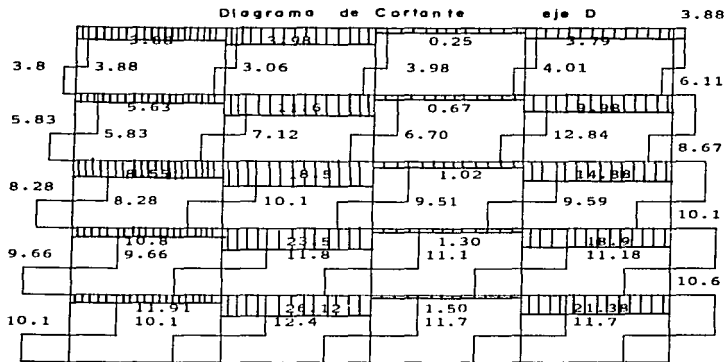 Diagrama de Cortante eje D 3.88
3.88 3.98 0.25 3.79
3.8 3.88 3.06 3.98 4.01 6.11
5.63 11.6 0.67 9.98
5.83 5.83 7.12 6.70 12.84 8.67
8.55 18.5 1.02 14.88
8.28 8.28 10.1 9.51 9.59 10.1
10.8 23.5 1.30 18.9
9.66 9.66 11.8 11.1 11.18 10.6
11.91 26.12 1.50 21.38
10.1 10.1 12.4 11.7 11.7